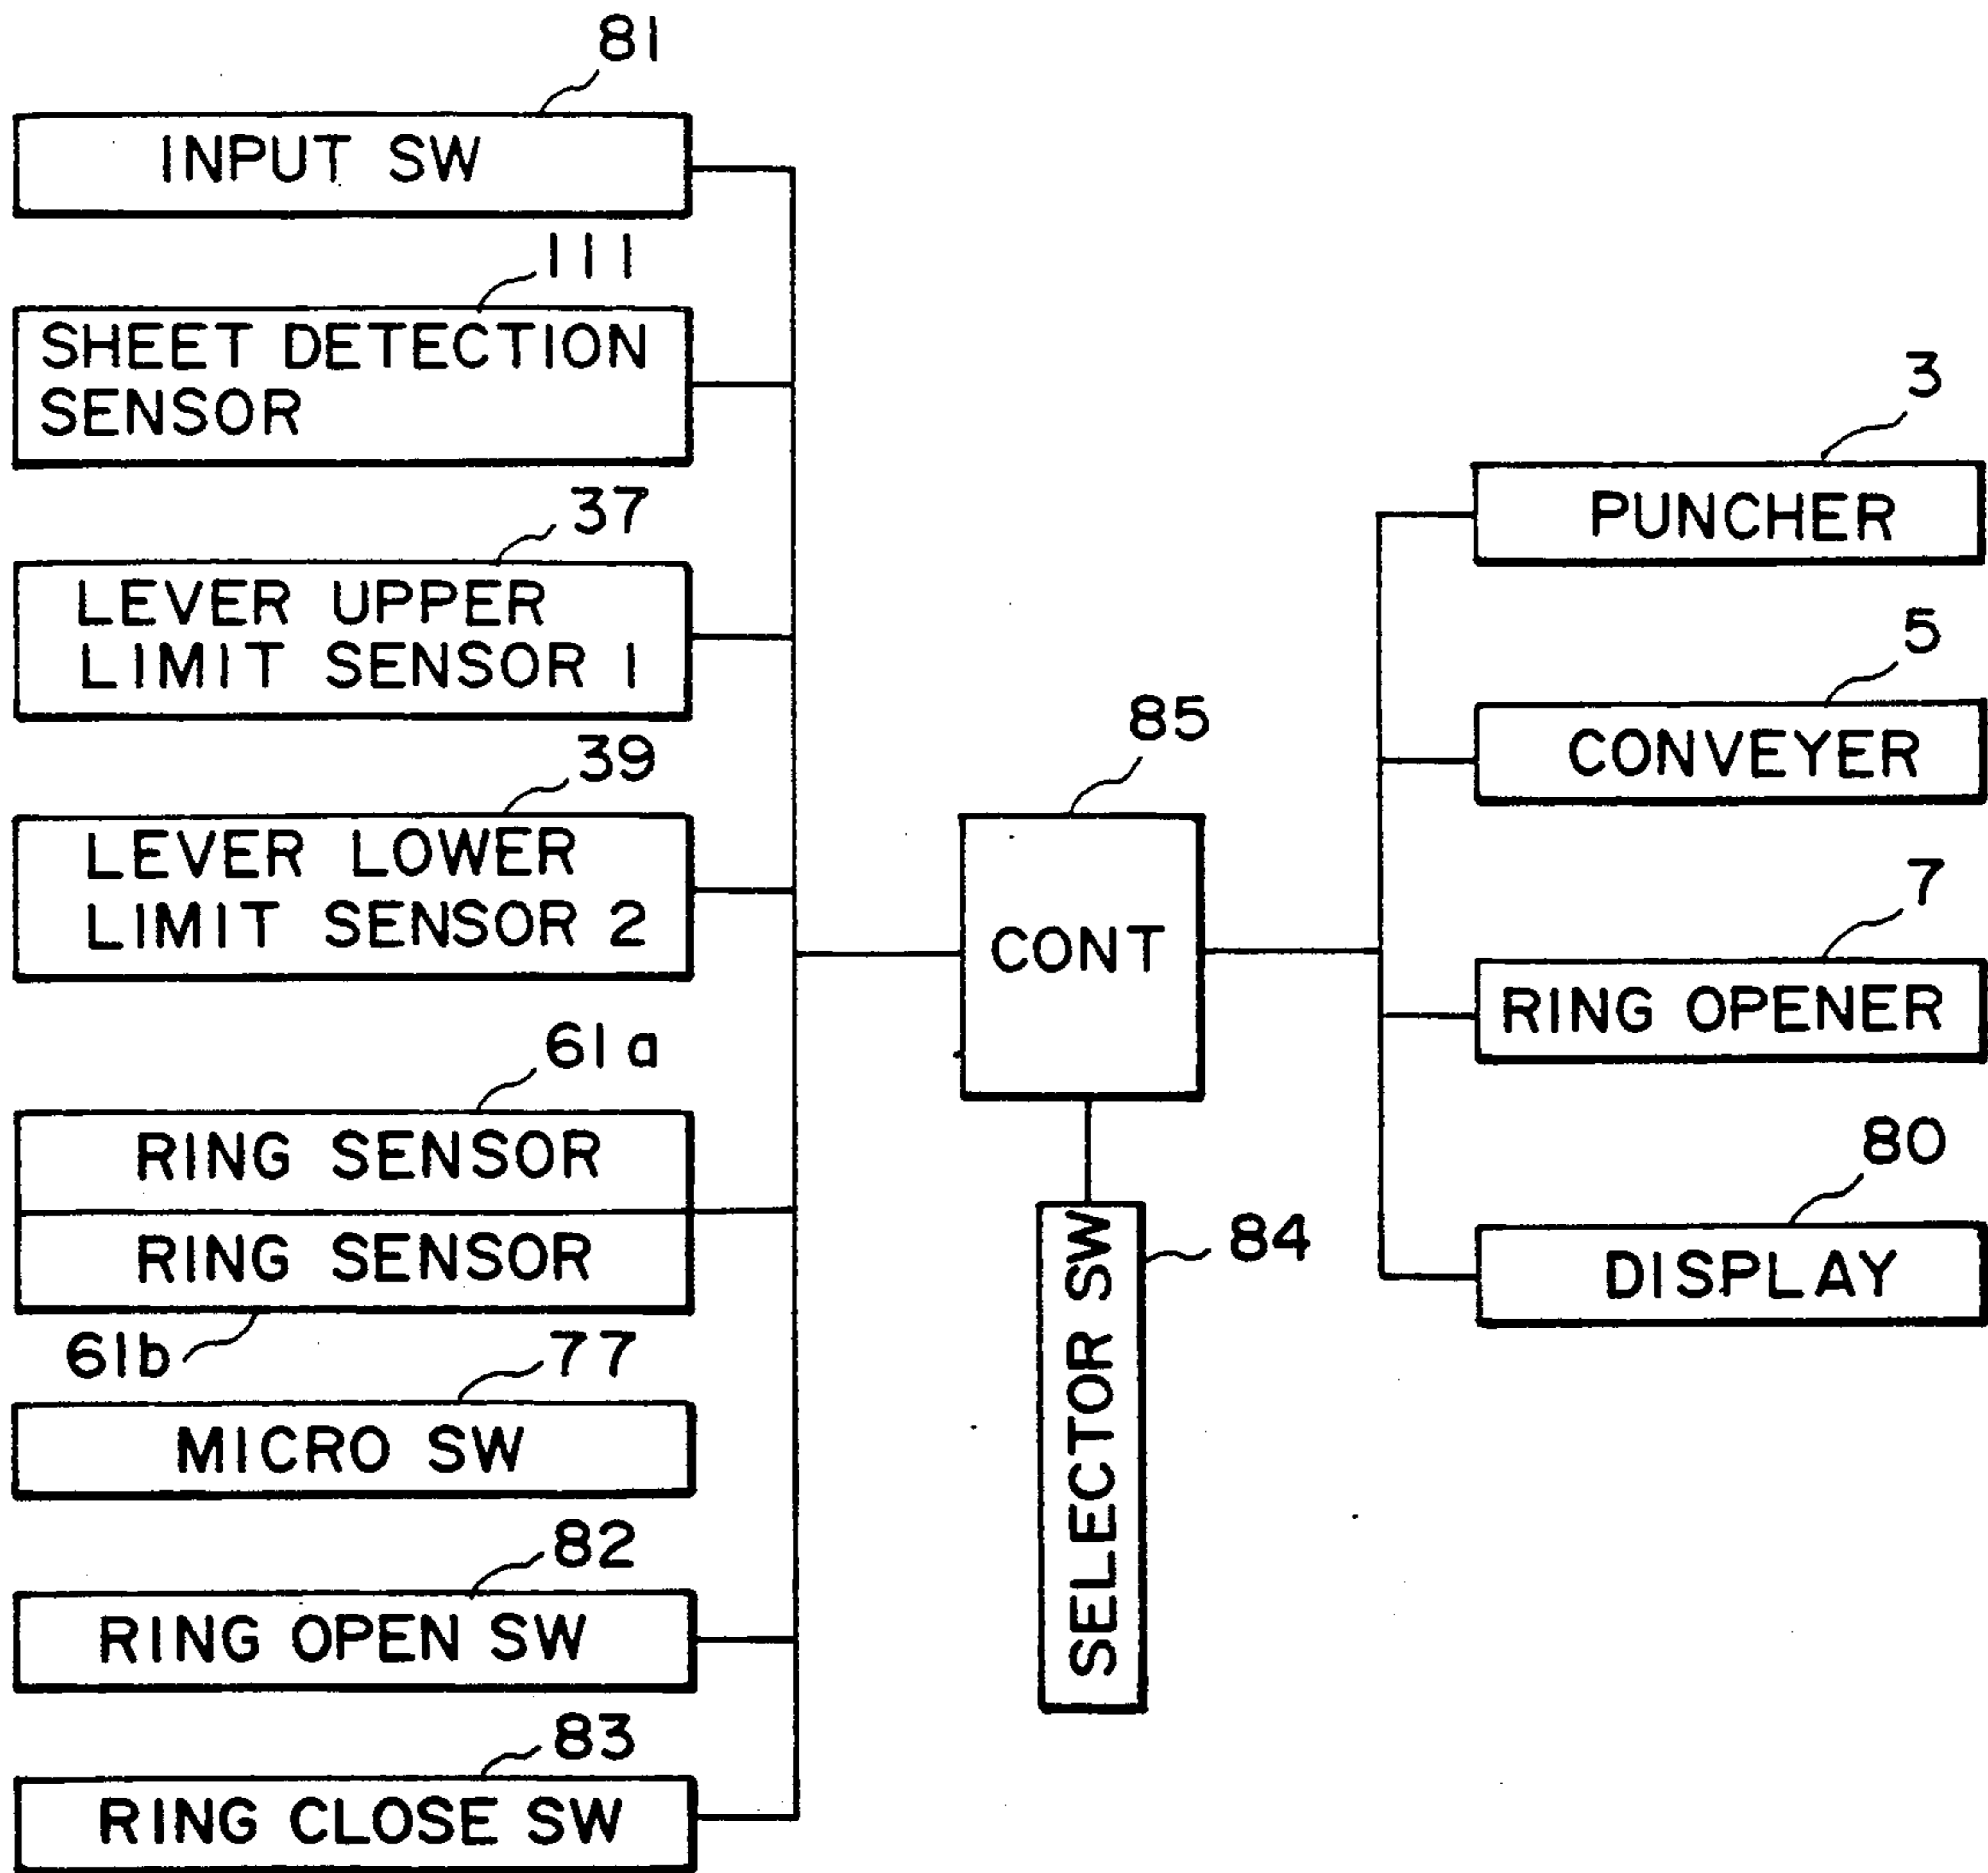 81
INPUT SW
111
SHEET DETECTION
SENSOR
37
LEVER UPPER
LIMIT SENSOR 1
39
LEVER LOWER
LIMIT SENSOR 2
61a
RING SENSOR
RING SENSOR
61b
77
MICRO SW
82
RING OPEN SW
83
RING CLOSE SW
85
CONT
SELECTOR SW
84
3
PUNCHER
5
CONVEYER
7
RING OPENER
80
DISPLAY